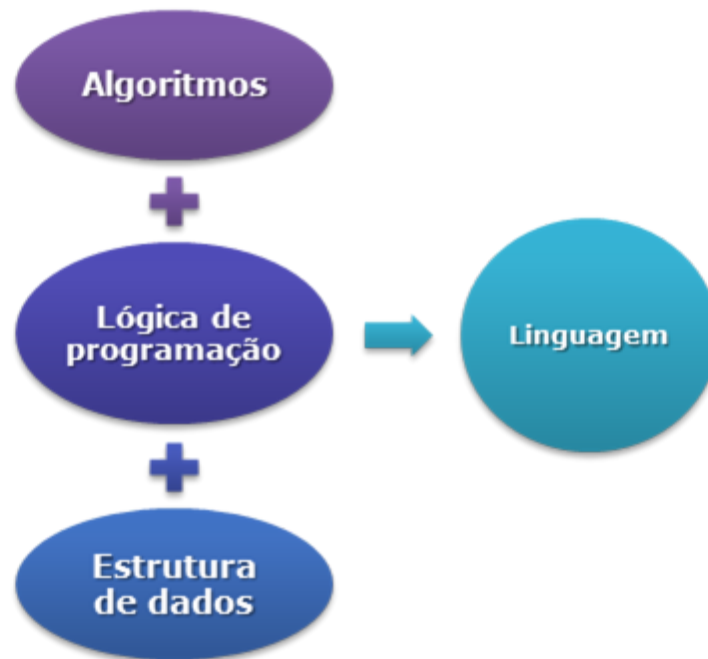 Algoritmos
Lógica de
programação
Linguagem
Estrutura
de dados